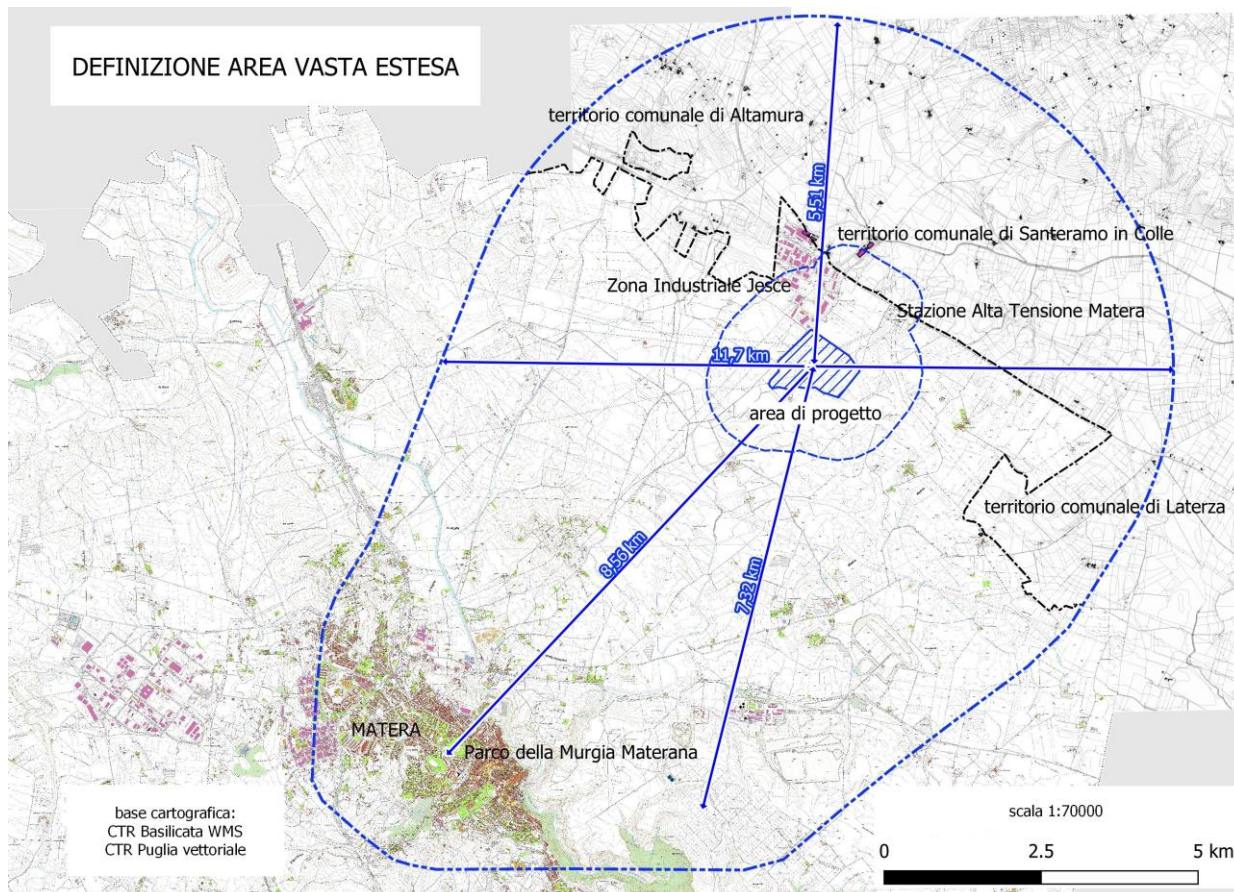 DEFINIZIONE AREA VASTA ESTESA
territorio comunale di Altamura
5,51 km
territorio comunale di Santeramo in Colle
Zona Industriale Jesce
Stazione Alta Tensione Matera
11,7 km
area di progetto
territorio comunale di Laterza
8,56 km
7,32 km
MATERA
Parco della Murgia Materana
base cartografica:
CTR Basilicata WMS
CTR Puglia vettoriale
scala 1:70000
0 2.5 5 km